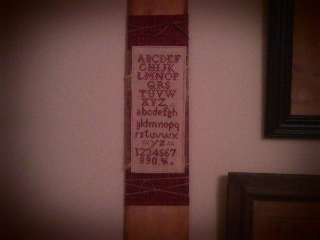 ABCDEF
GHIJK
LMNOP
QRS
TUVW
XYZ
abcdefgh
ijklmnopq
rstuvwx
yz
1234567
890.%.